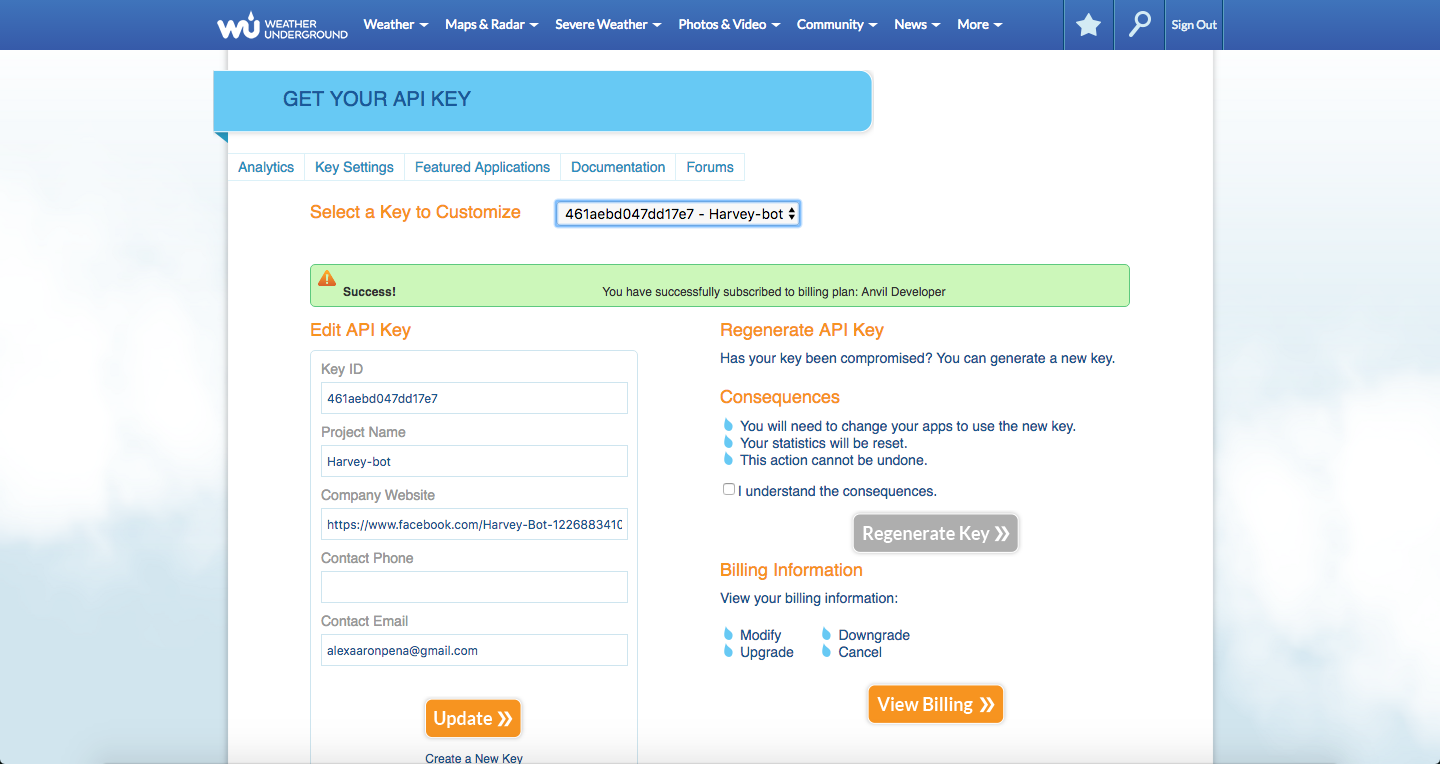 WEATHER UNDERGROUND
Weather Maps & Radar Severe Weather Photos & Video Community News More Sign Out
GET YOUR API KEY
Analytics Key Settings Featured Applications Documentation Forums
Select a Key to Customize 461aebd047dd17e7 - Harvey-bot
Success! You have successfully subscribed to billing plan: Anvil Developer
Edit API Key
Key ID
461aebd047dd17e7
Project Name
Harvey-bot
Company Website
https://www.facebook.com/Harvey-Bot-1226883410
Contact Phone
Contact Email
alexaaronpena@gmail.com
Update
Create a New Key
Regenerate API Key
Has your key been compromised? You can generate a new key.
Consequences
You will need to change your apps to use the new key.
Your statistics will be reset.
This action cannot be undone.
I understand the consequences.
Regenerate Key
Billing Information
View your billing information:
Modify Downgrade
Upgrade Cancel
View Billing